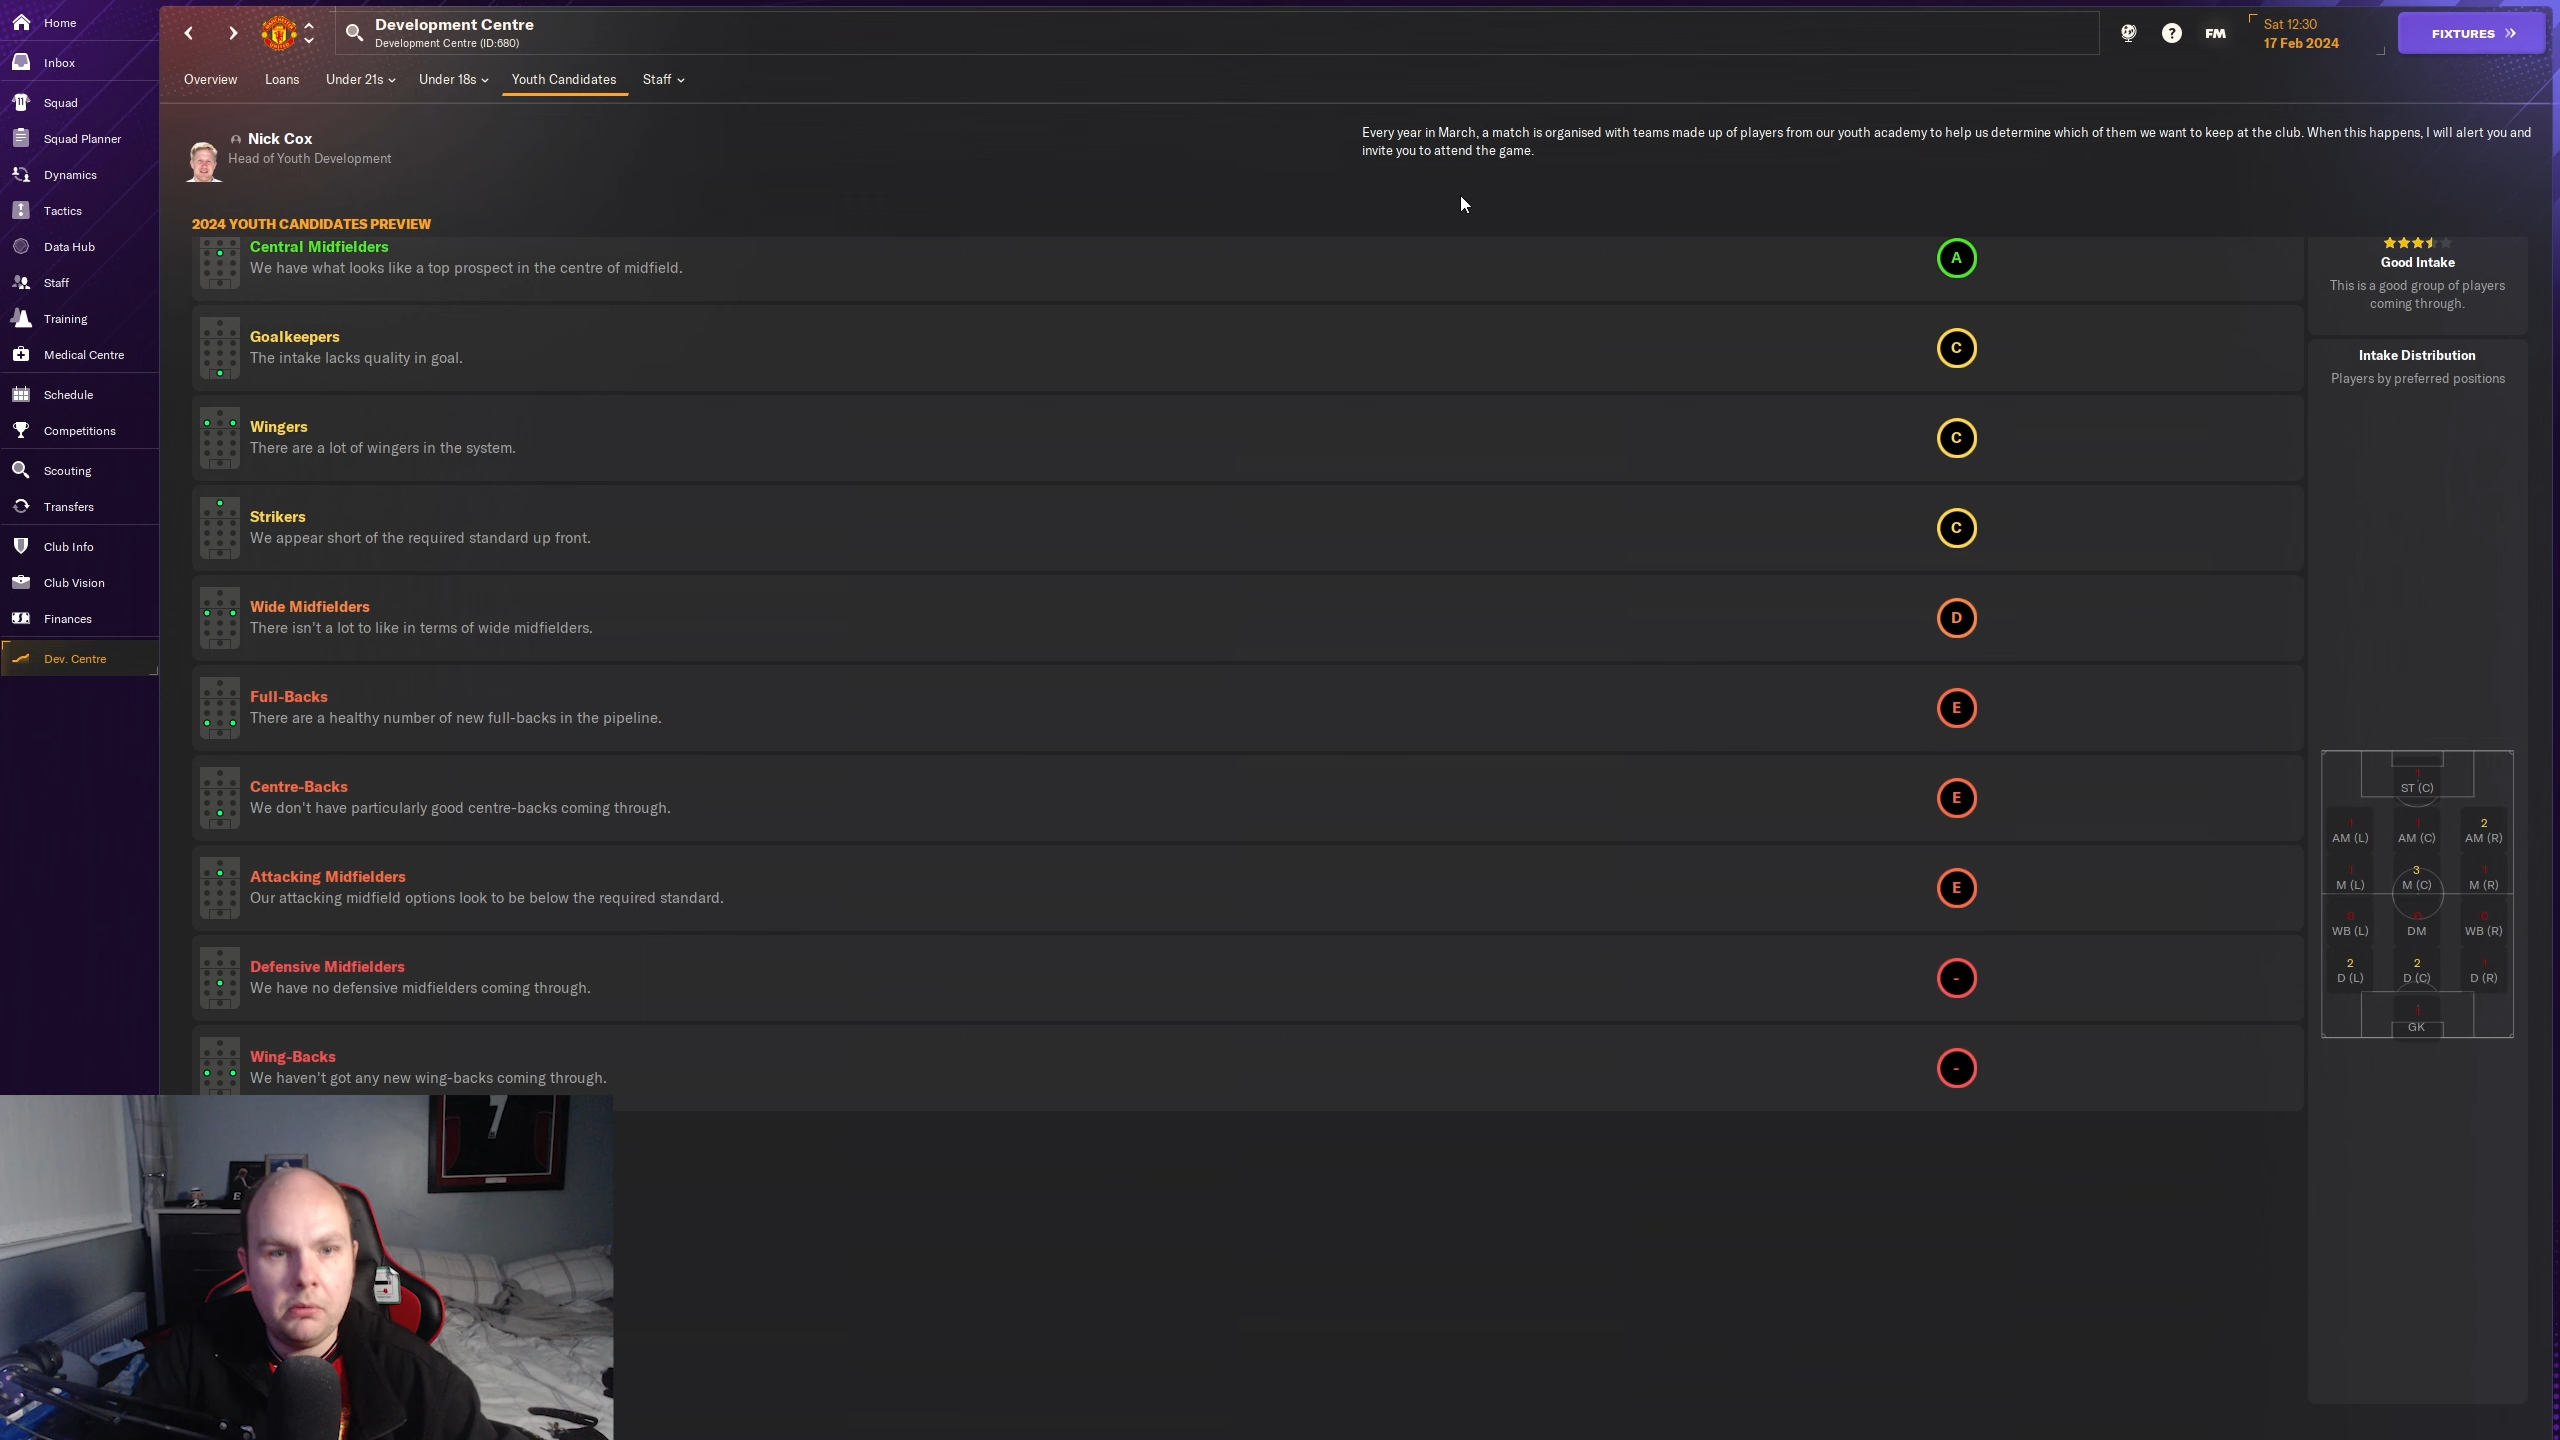 Home
Inbox
Squad
Squad Planner
Dynamics
Tactics
Data Hub
Staff
Training
Medical Centre
Schedule
Competitions
Scouting
Transfers
Club Info
Club Vision
Finances
Dev. Centre
Development Centre
Development Centre (ID:680)
FM
Sat 12:30
17 Feb 2024
FIXTURES
Overview
Loans
Under 21s
Under 18s
Youth Candidates
Staff
Nick Cox
Head of Youth Development
Every year in March, a match is organised with teams made up of players from our youth academy to help us determine which of them we want to keep at the club. When this happens, I will alert you and
invite you to attend the game.
2024 YOUTH CANDIDATES PREVIEW
Central Midfielders
We have what looks like a top prospect in the centre of midfield.
A
Goalkeepers
The intake lacks quality in goal.
C
Wingers
There are a lot of wingers in the system.
C
Strikers
We appear short of the required standard up front.
C
Wide Midfielders
There isn't a lot to like in terms of wide midfielders.
D
Full-Backs
There are a healthy number of new full-backs in the pipeline.
E
Centre-Backs
We don't have particularly good centre-backs coming through.
E
Attacking Midfielders
Our attacking midfield options look to be below the required standard.
E
Defensive Midfielders
We have no defensive midfielders coming through.
-
Wing-Backs
We haven't got any new wing-backs coming through.
-
Good Intake
This is a good group of players
coming through.
Intake Distribution
Players by preferred positions
1
ST (C)
1 1 2
AM (L) AM (C) AM (R)
1 3 1
M (L) M (C) M (R)
0 0 0
WB (L) DM WB (R)
2 2 1
D (L) D (C) D (R)
1
GK
7